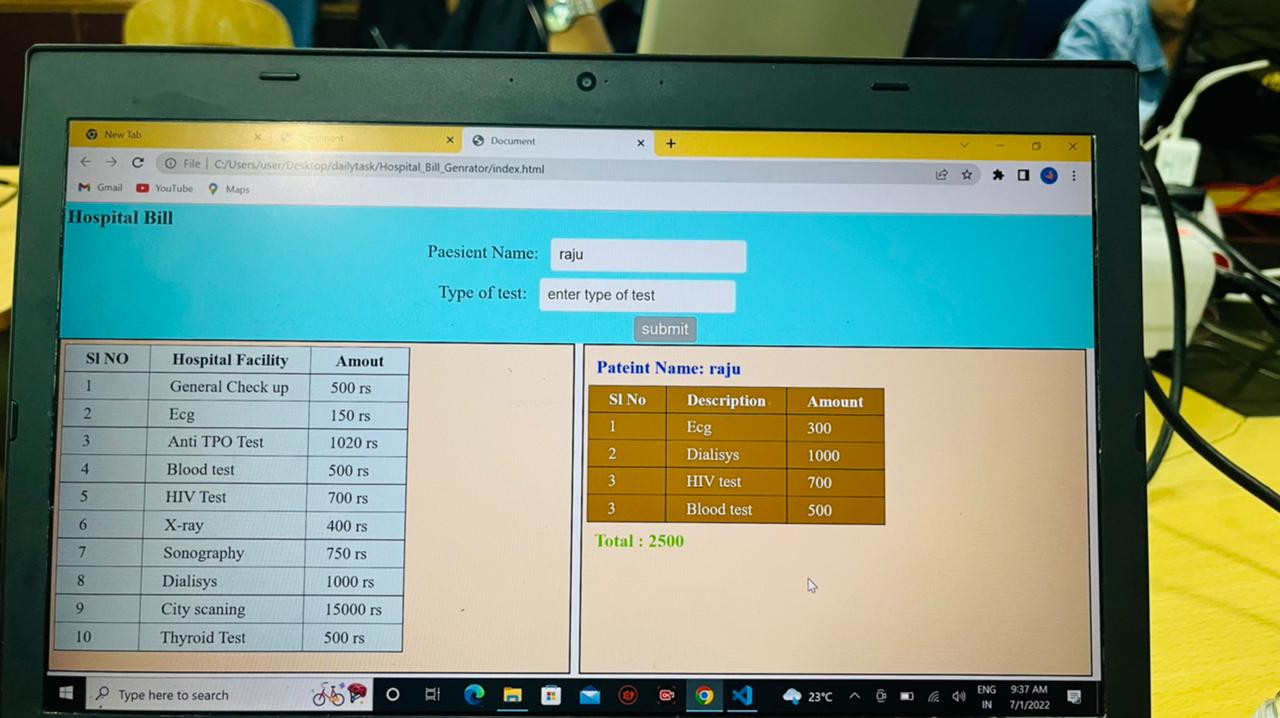 New Tab
Document
File | C:/Users/user/Desktop/dailytask/Hospital_Bill_Genrator/index.html
Gmail YouTube Maps
Hospital Bill
Paesient Name: raju
Type of test: enter type of test
submit
Sl NO Hospital Facility Amout
1 General Check up 500 rs
2 Ecg 150 rs
3 Anti TPO Test 1020 rs
4 Blood test 500 rs
5 HIV Test 700 rs
6 X-ray 400 rs
7 Sonography 750 rs
8 Dialisys 1000 rs
9 City scaning 15000 rs
10 Thyroid Test 500 rs
Pateint Name: raju
Sl No Description Amount
1 Ecg 300
2 Dialisys 1000
3 HIV test 700
3 Blood test 500
Total : 2500
Type here to search
23°C
ENG
IN
9:37 AM
7/1/2022